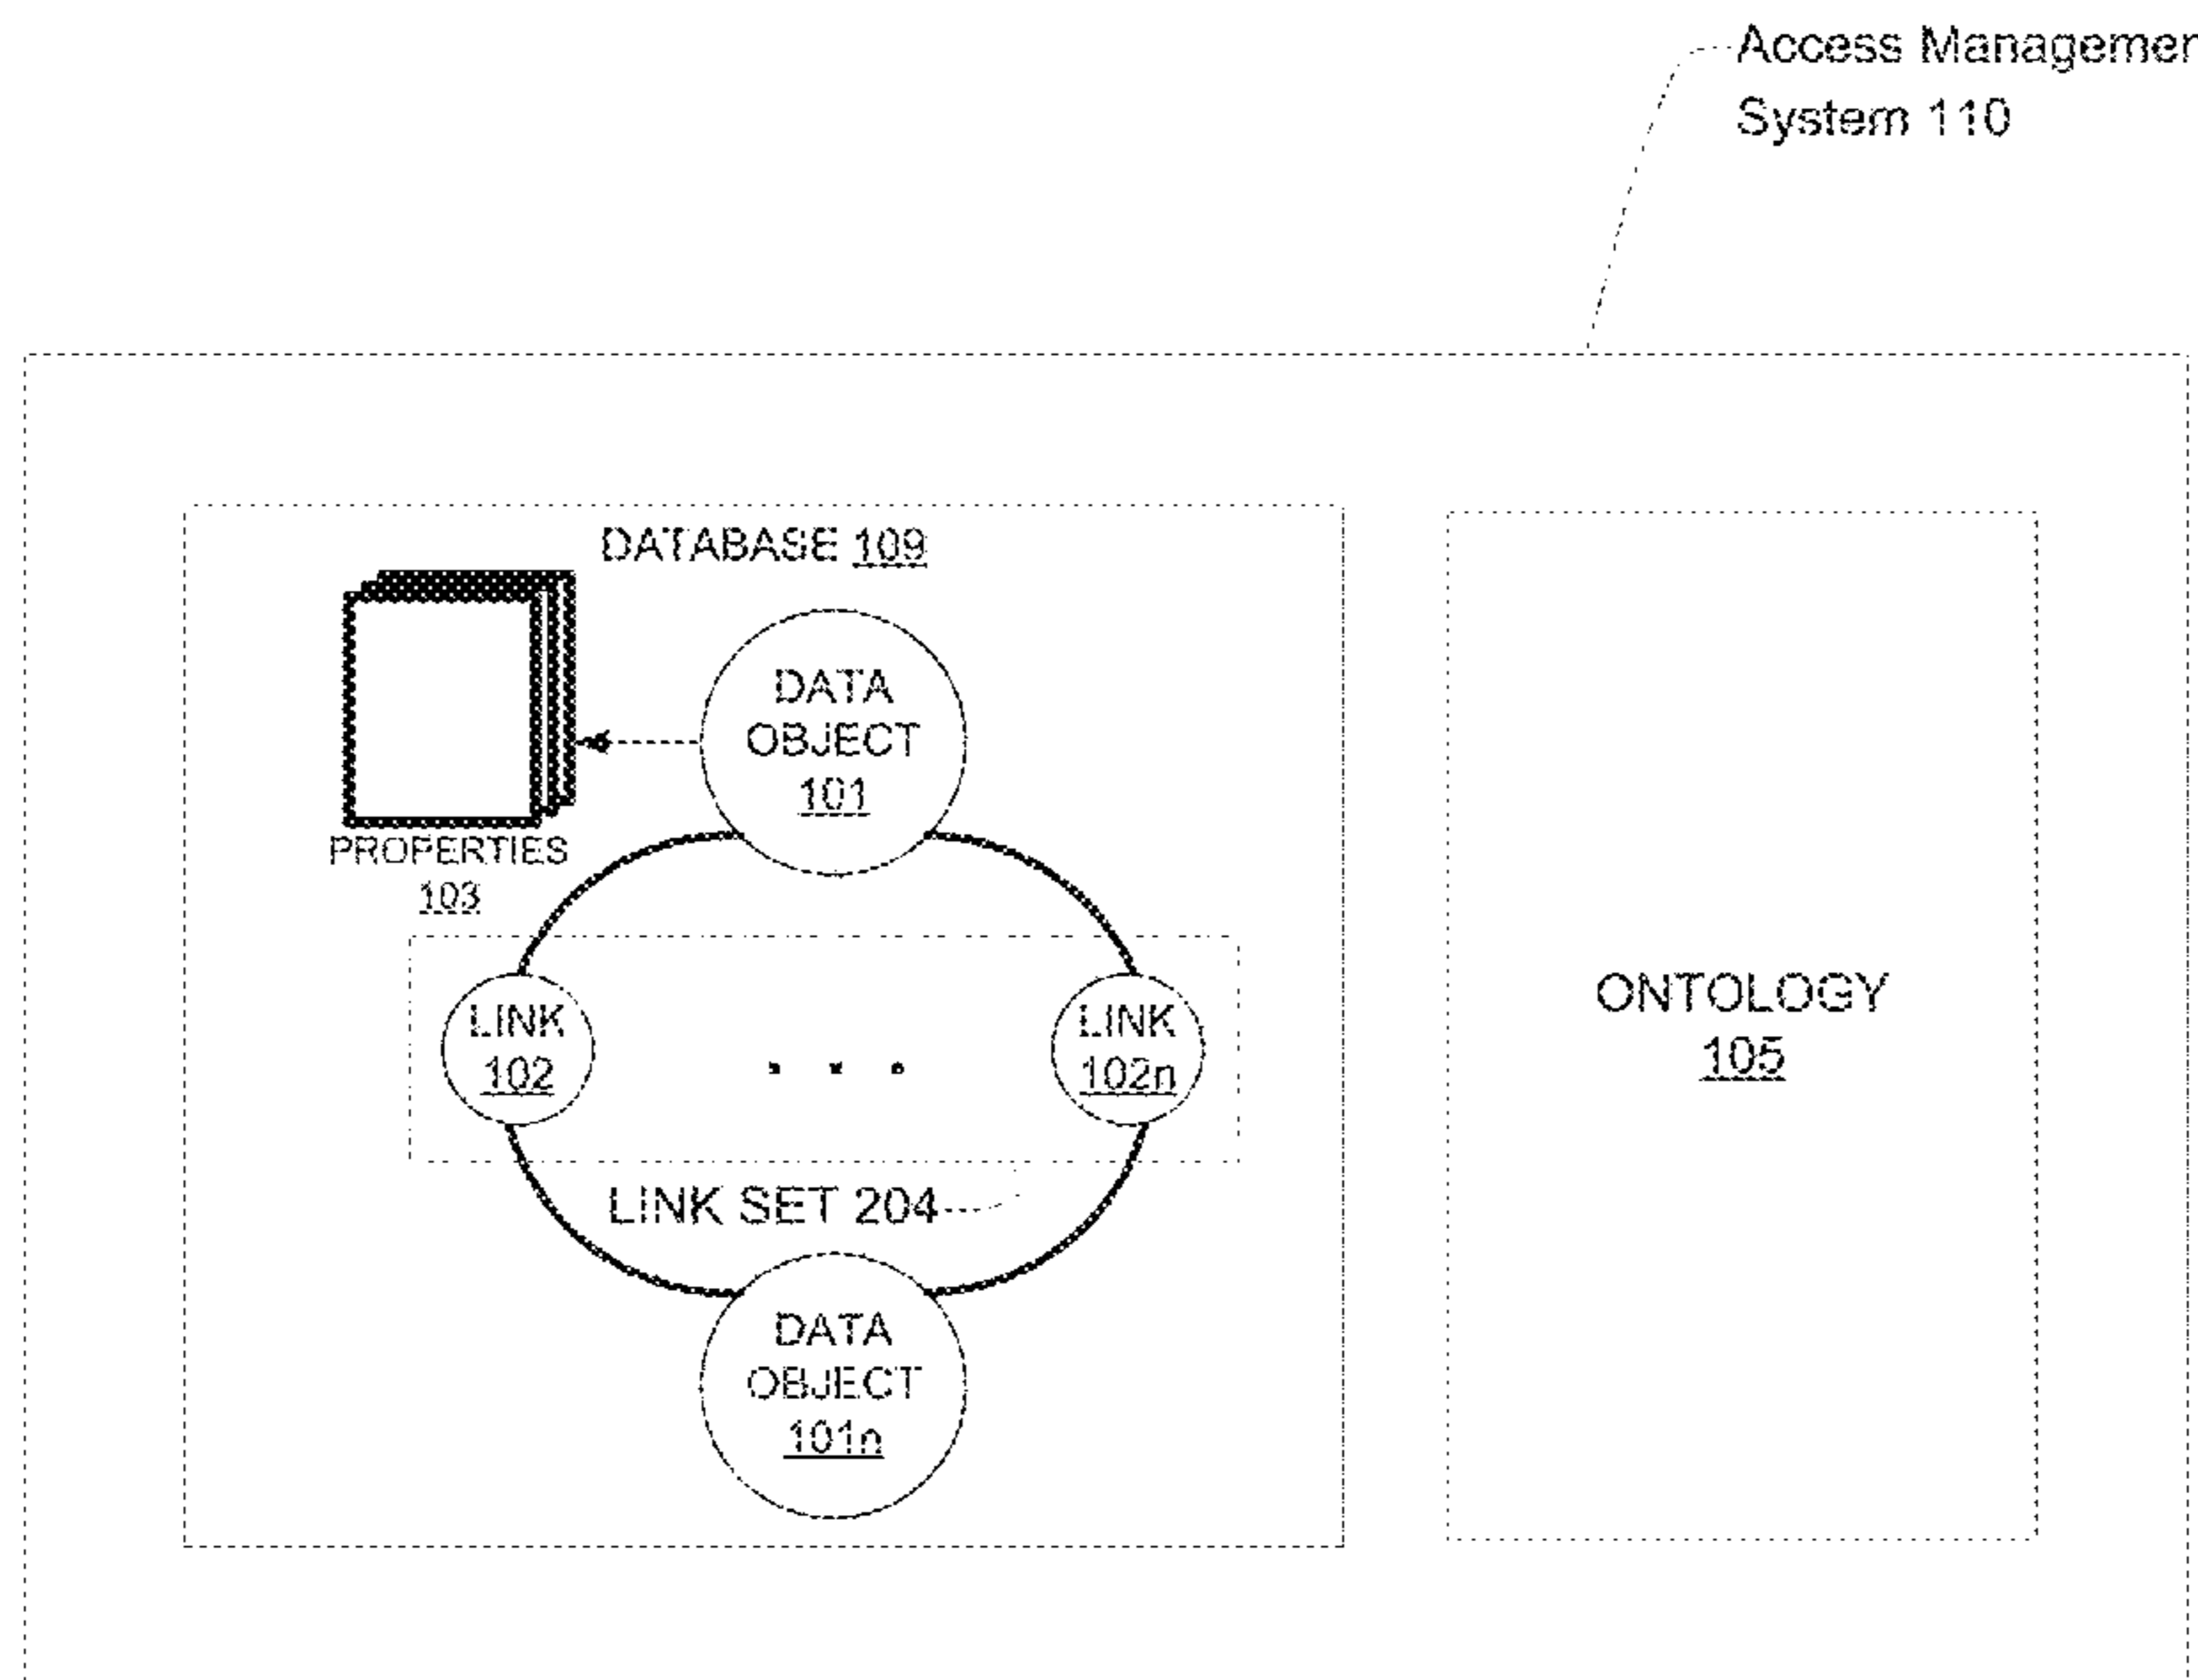 Access Managemen
System 110
DATABASE 109
DATA
OBJECT
101
PROPERTIES
103
LINK
102
. . .
LINK
102n
LINK SET 204
DATA
OBJECT
101n
ONTOLOGY
105